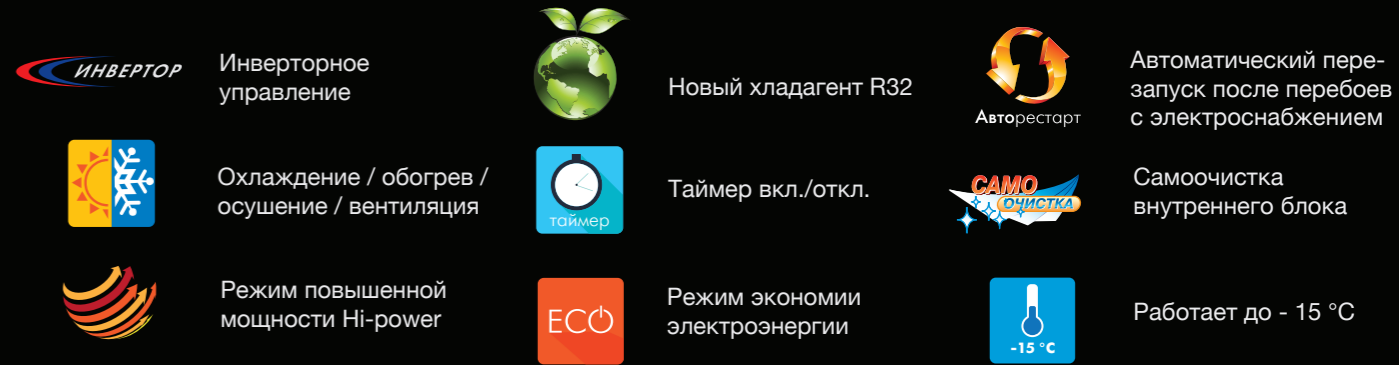 ИНВЕРТОР
Инверторное
управление
Новый хладагент R32
Авторестарт
Автоматический пере-
запуск после перебоев
с электроснабжением
Охлаждение / обогрев /
осушение / вентиляция
таймер
Таймер вкл./откл.
САМО
ОЧИСТКА
Самоочистка
внутреннего блока
Режим повышенной
мощности Hi-power
ECO
Режим экономии
электроэнергии
-15 °C
Работает до - 15 °C